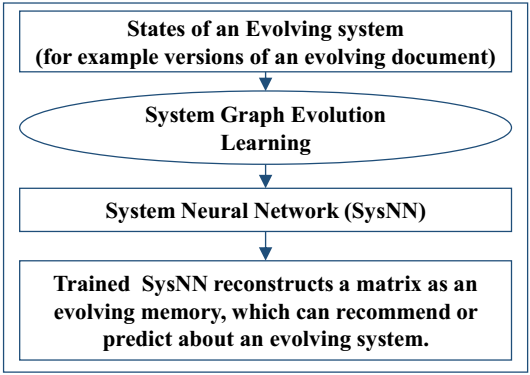 States of an Evolving system
(for example versions of an evolving document)
System Graph Evolution
Learning
System Neural Network (SysNN)
Trained SysNN reconstructs a matrix as an
evolving memory, which can recommend or
predict about an evolving system.